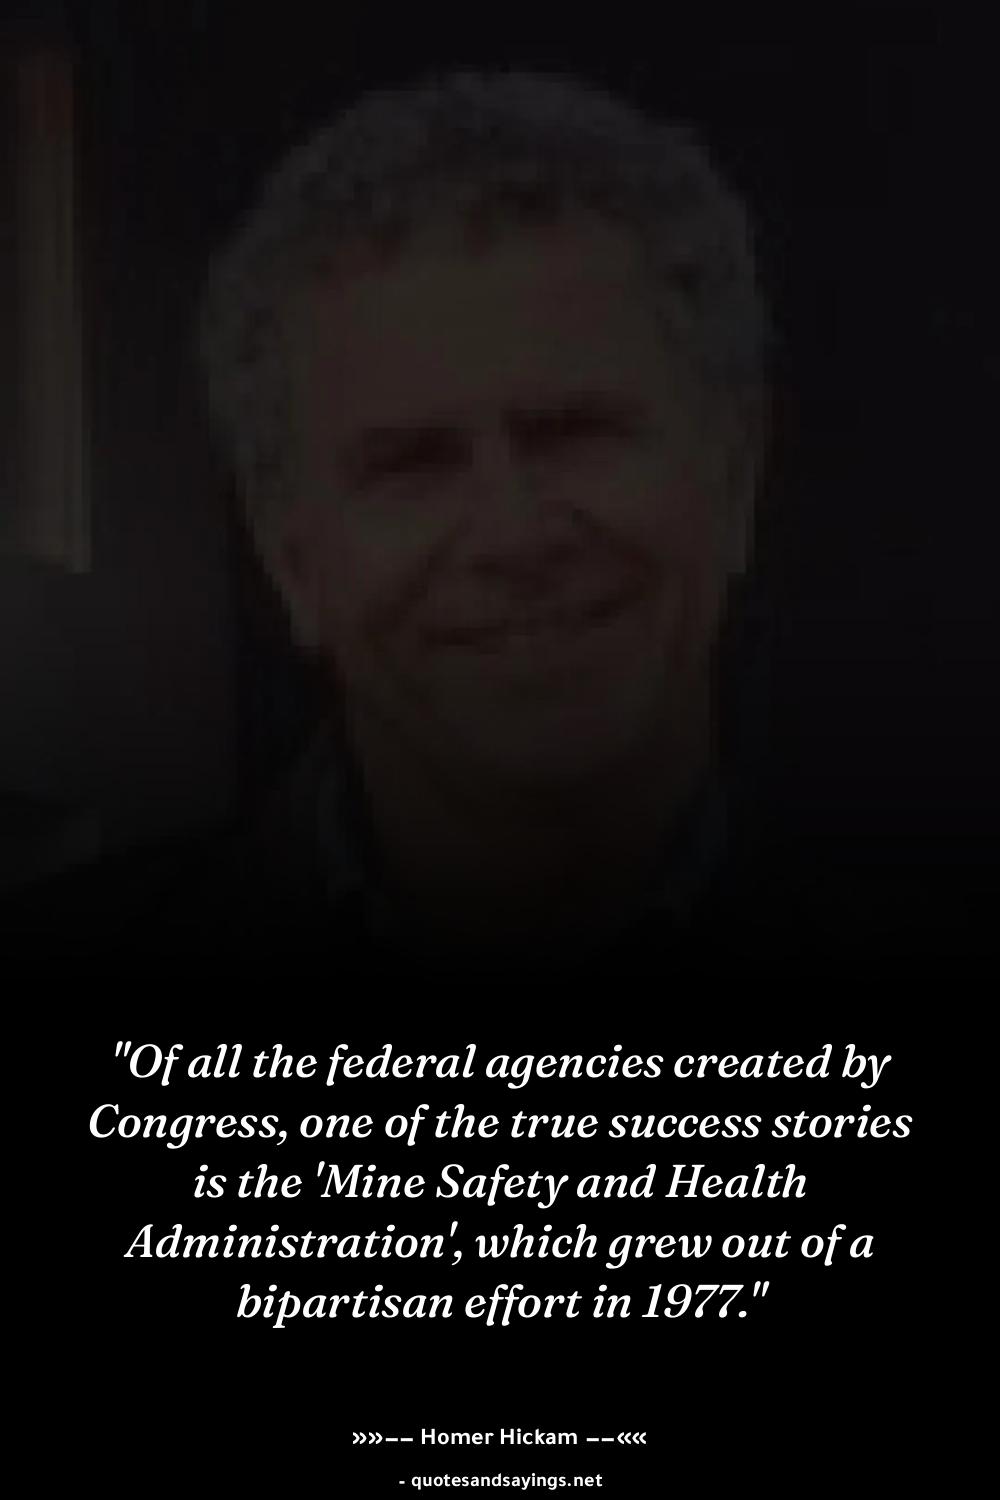 "Of all the federal agencies created by
Congress, one of the true success stories
is the 'Mine Safety and Health
Administration', which grew out of a
bipartisan effort in 1977."
»»−− Homer Hickam −−««
- quotesandsayings.net